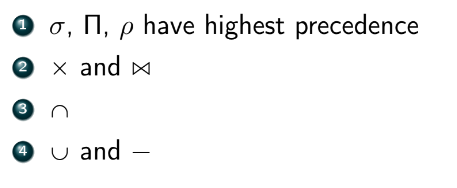 1 σ, Π, ρ have highest precedence
2 × and ⋈
3 ∩
4 ∪ and −